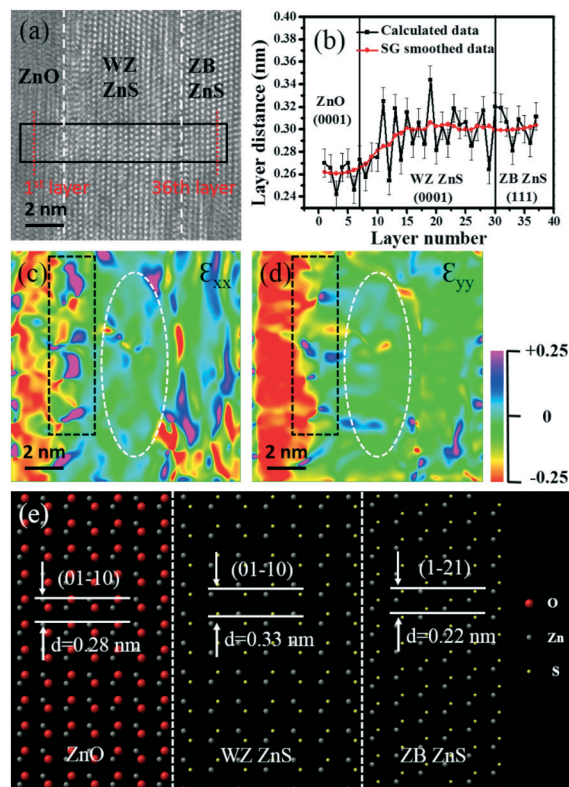 (a)
ZnO
WZ
ZnS
ZB
ZnS
1st layer
36th layer
2 nm
(b)
Layer distance (nm)
0.40
0.38
0.36
0.34
0.32
0.30
0.28
0.26
0.24
Calculated data
SG smoothed data
ZnO
(0001)
WZ ZnS
(0001)
ZB ZnS
(111)
0 5 10 15 20 25 30 35 40
Layer number
(c)
Ɛxx
2 nm
(d)
Ɛyy
2 nm
+0.25
0
-0.25
(e)
(01-10)
d=0.28 nm
ZnO
(01-10)
d=0.33 nm
WZ ZnS
(1-21)
d=0.22 nm
ZB ZnS
O
Zn
S